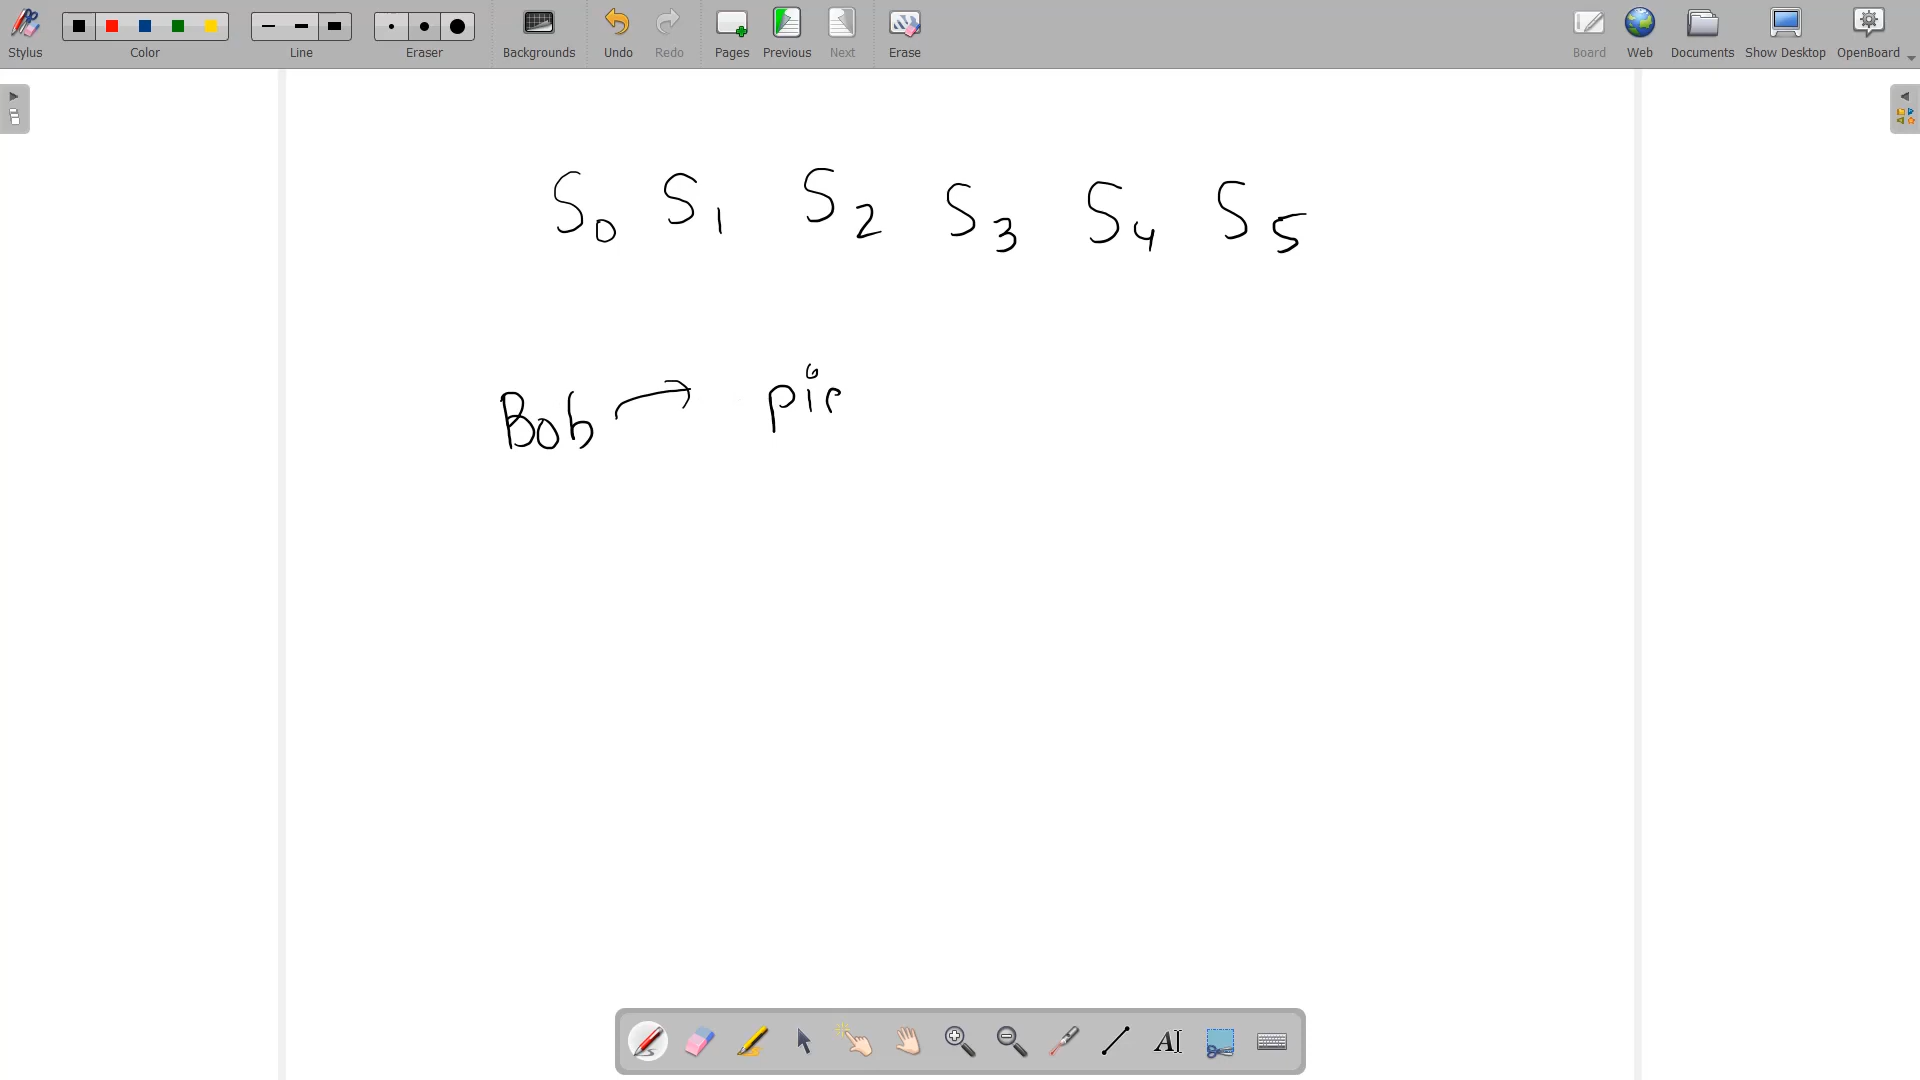 Stylus Color Line Eraser Backgrounds Undo Redo Pages Previous Next Erase Board Web Documents Show Desktop OpenBoard
S₀ S₁ S₂ S₃ S₄ S₅
Bob → pic